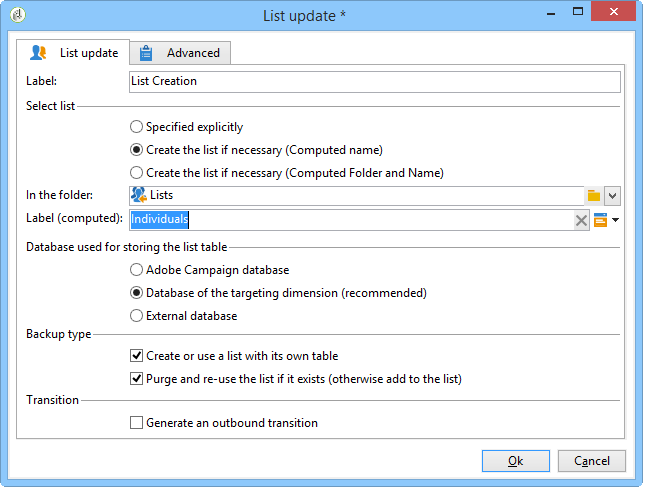 List update *
List update
Advanced
Label: List Creation
Select list
Specified explicitly
Create the list if necessary (Computed name)
Create the list if necessary (Computed Folder and Name)
In the folder: Lists
Label (computed): Individuals
Database used for storing the list table
Adobe Campaign database
Database of the targeting dimension (recommended)
External database
Backup type
Create or use a list with its own table
Purge and re-use the list if it exists (otherwise add to the list)
Transition
Generate an outbound transition
Ok Cancel